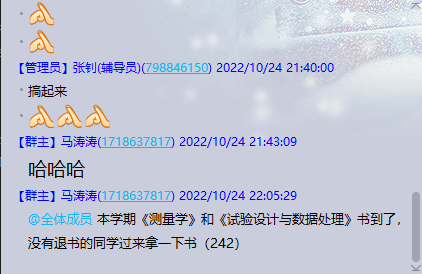 【管理员】张钊(辅导员)(798846150) 2022/10/24 21:40:00
搞起来
【群主】马涛涛(1718637817) 2022/10/24 21:43:09
哈哈哈
【群主】马涛涛(1718637817) 2022/10/24 22:05:29
@全体成员 本学期《测量学》和《试验设计与数据处理》书到了，
没有退书的同学过来拿一下书（242）